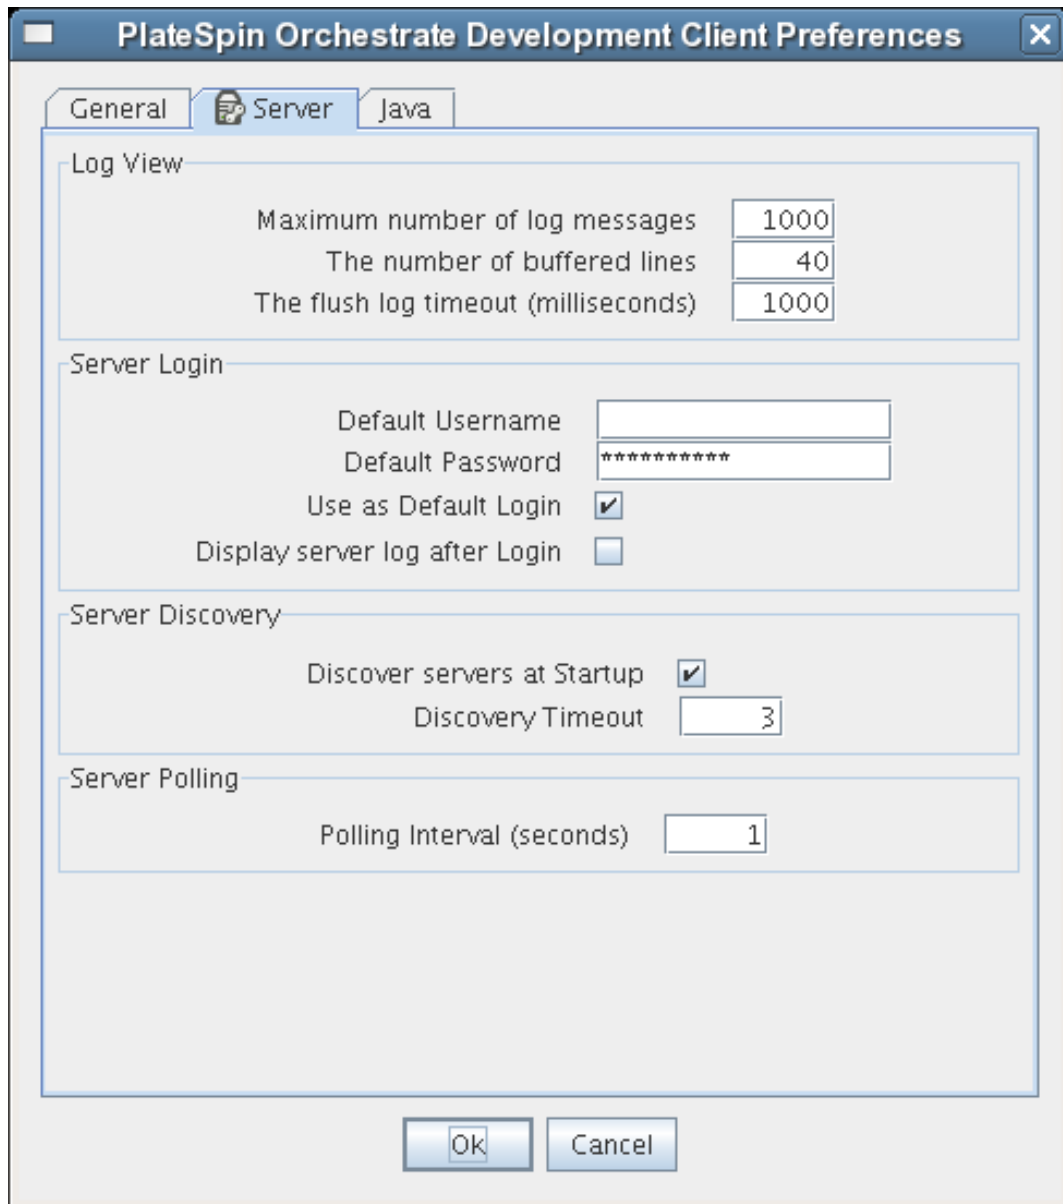 PlateSpin Orchestrate Development Client Preferences
General Server Java
Log View
Maximum number of log messages 1000
The number of buffered lines 40
The flush log timeout (milliseconds) 1000
Server Login
Default Username
Default Password **********
Use as Default Login
Display server log after Login
Server Discovery
Discover servers at Startup
Discovery Timeout 3
Server Polling
Polling Interval (seconds) 1
Ok Cancel